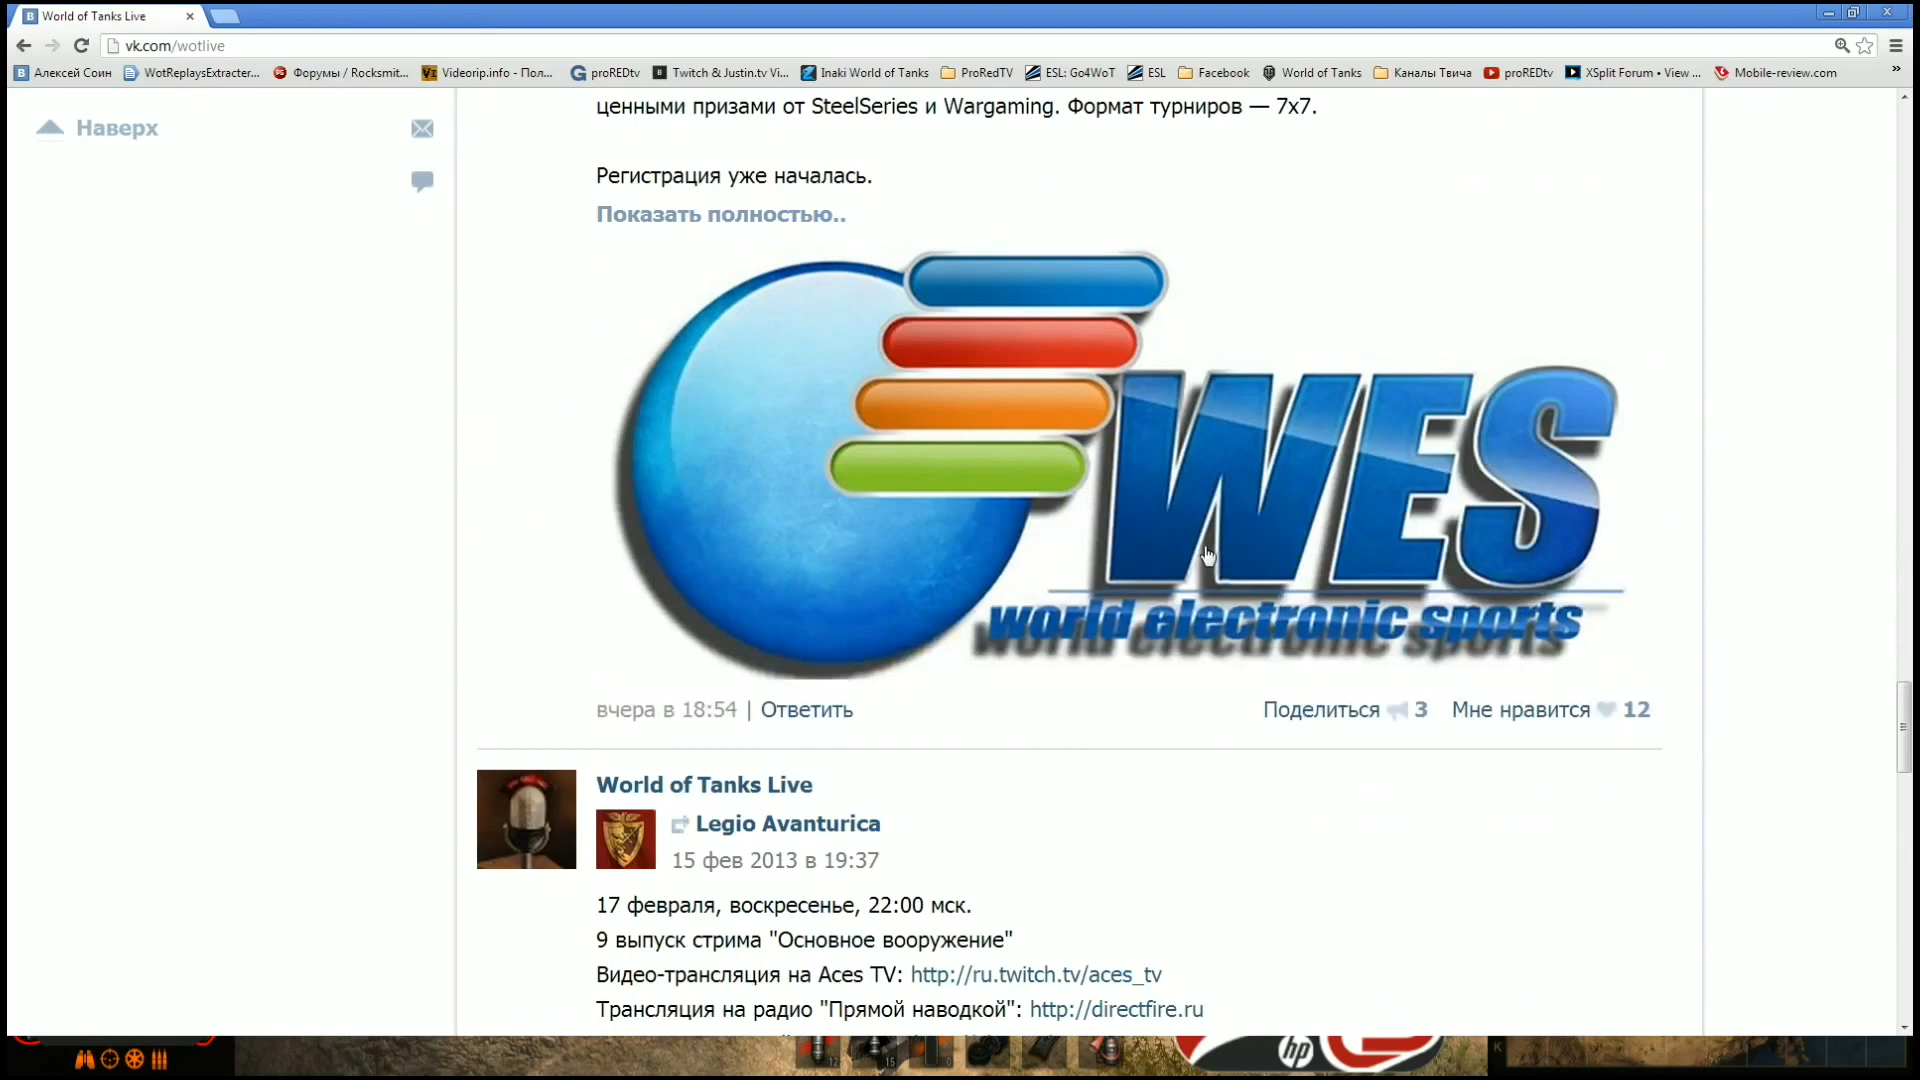 World of Tanks Live
vk.com/wotlive
Алексей Соин
WotReplaysExtracter...
Форумы / Rocksmit...
Videorip.info - Пол...
proREDtv
Twitch & Justin.tv Vi...
Inaki World of Tanks
ProRedTV
ESL: Go4WoT
ESL
Facebook
World of Tanks
Каналы Твича
proREDtv
XSplit Forum • View ...
Mobile-review.com
»
Наверх
ценными призами от SteelSeries и Wargaming. Формат турниров — 7х7.
Регистрация уже началась.
Показать полностью..
WES
world electronic sports
вчера в 18:54 | Ответить
Поделиться 3 Мне нравится 12
World of Tanks Live
Legio Avanturica
15 фев 2013 в 19:37
17 февраля, воскресенье, 22:00 мск.
9 выпуск стрима "Основное вооружение"
Видео-трансляция на Aces TV: http://ru.twitch.tv/aces_tv
Трансляция на радио "Прямой наводкой": http://directfire.ru
12
15
hp
K